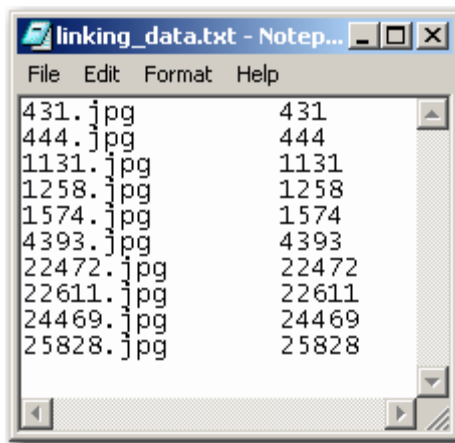 linking_data.txt - Notep...
File Edit Format Help
431.jpg 431
444.jpg 444
1131.jpg 1131
1258.jpg 1258
1574.jpg 1574
4393.jpg 4393
22472.jpg 22472
22611.jpg 22611
24469.jpg 24469
25828.jpg 25828